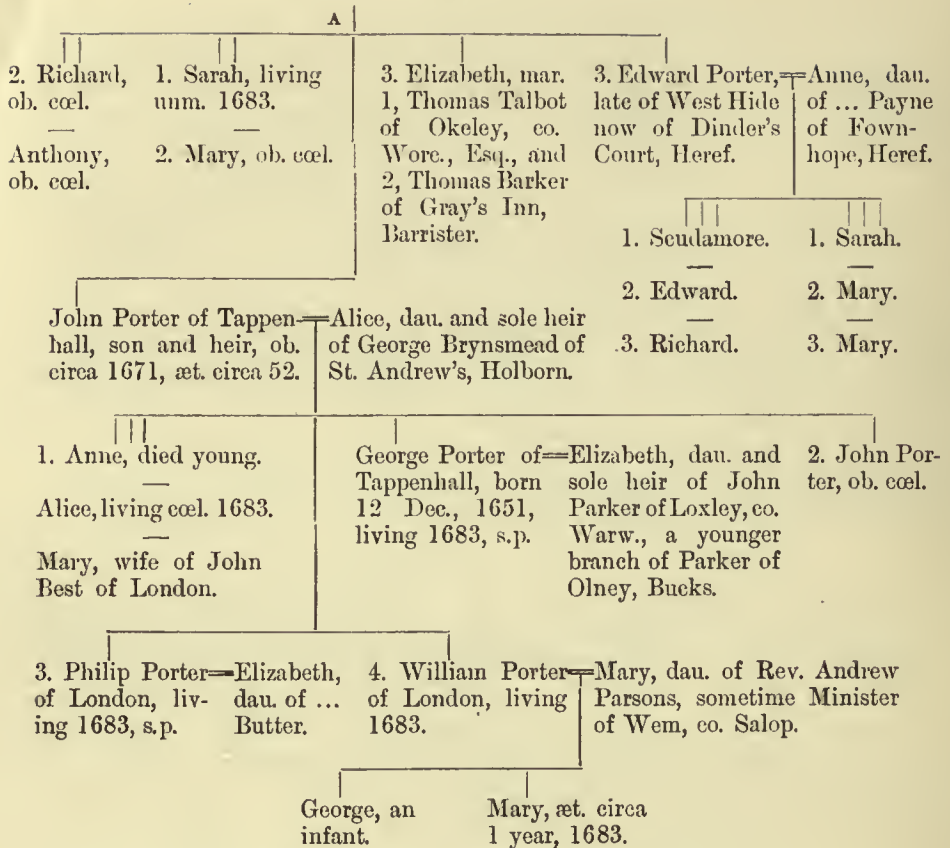 A
2. Richard,
ob. cœl.
—
Anthony,
ob. cœl.
1. Sarah, living
unm. 1683.
—
2. Mary, ob. cœl.
3. Elizabeth, mar.
1, Thomas Talbot
of Okeley, co.
Worc., Esq., and
2, Thomas Barker
of Gray's Inn,
Barrister.
3. Edward Porter,
late of West Hide
now of Dinder's
Court, Heref.
Anne, dau.
of ... Payne
of Fown-
hope, Heref.
1. Scudamore.
—
2. Edward.
—
3. Richard.
1. Sarah.
—
2. Mary.
—
3. Mary.
John Porter of Tappen-
hall, son and heir, ob.
circa 1671, æt. circa 52.
Alice, dau. and sole heir
of George Brynsmead of
St. Andrew's, Holborn.
1. Anne, died young.
—
Alice, living cœl. 1683.
—
Mary, wife of John
Best of London.
George Porter of
Tappenhall, born
12 Dec., 1651,
living 1683, s.p.
Elizabeth, dau. and
sole heir of John
Parker of Loxley, co.
Warw., a younger
branch of Parker of
Olney, Bucks.
2. John Por-
ter, ob. cœl.
3. Philip Porter
of London, liv-
ing 1683, s.p.
Elizabeth,
dau. of ...
Butter.
4. William Porter
of London, living
1683.
Mary, dau. of Rev. Andrew
Parsons, sometime Minister
of Wem, co. Salop.
George, an
infant.
Mary, æt. circa
1 year, 1683.